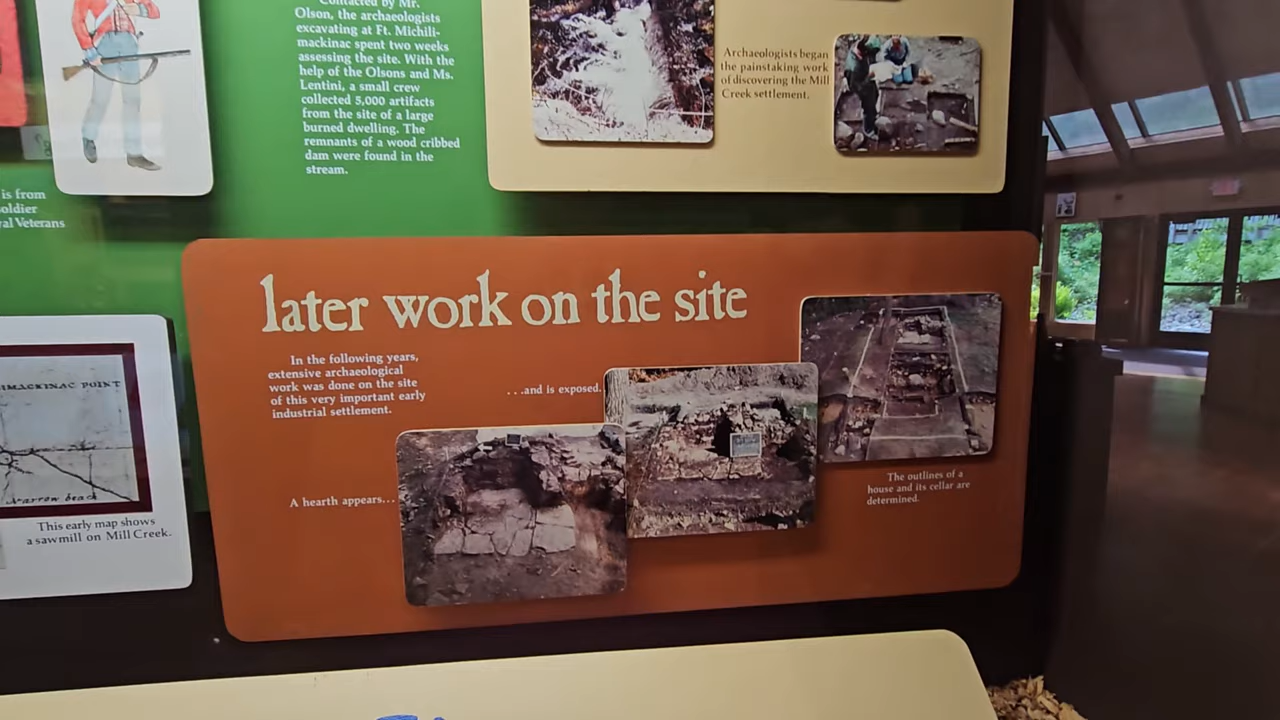 Contacted by Mr.
Olson, the archaeologists
excavating at Ft. Michili-
mackinac spent two weeks
assessing the site. With the
help of the Olsons and Ms.
Lentini, a small crew
collected 5,000 artifacts
from the site of a large
burned dwelling. The
remnants of a wood cribbed
dam were found in the
stream.
Archaeologists began
the painstaking work
of discovering the Mill
Creek settlement.
is from
oldier
al Veterans
later work on the site
In the following years,
extensive archaeological
work was done on the site
of this very important early
industrial settlement.
...and is exposed.
A hearth appears...
The outlines of a
house and its cellar are
determined.
IMACKINAC POINT
Narrow beach
This early map shows
a sawmill on Mill Creek.